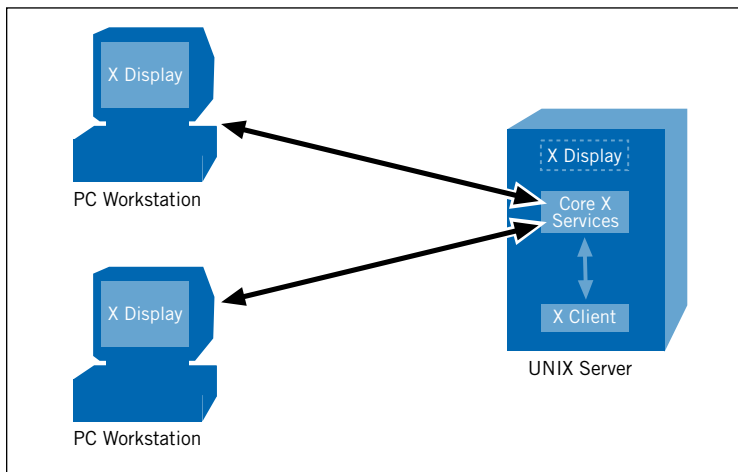 X Display
PC Workstation
X Display
PC Workstation
X Display
Core X
Services
X Client
UNIX Server